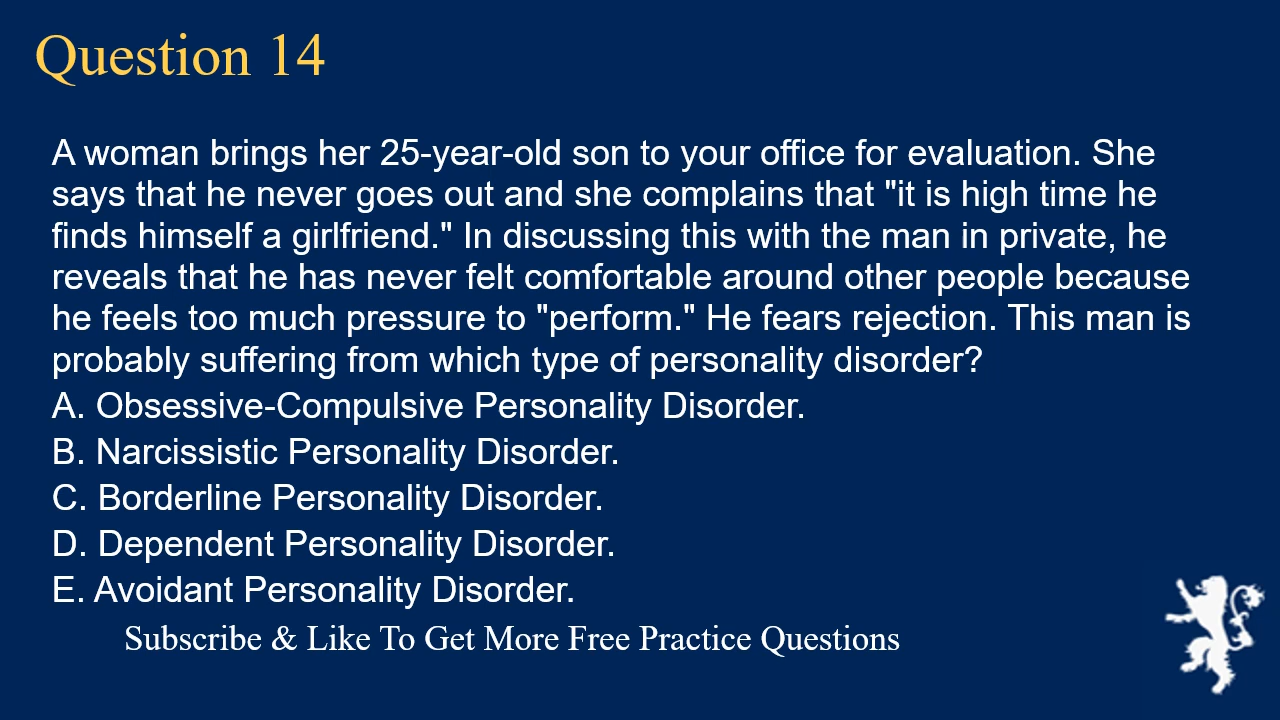 Question 14
A woman brings her 25-year-old son to your office for evaluation. She
says that he never goes out and she complains that "it is high time he
finds himself a girlfriend." In discussing this with the man in private, he
reveals that he has never felt comfortable around other people because
he feels too much pressure to "perform." He fears rejection. This man is
probably suffering from which type of personality disorder?
A. Obsessive-Compulsive Personality Disorder.
B. Narcissistic Personality Disorder.
C. Borderline Personality Disorder.
D. Dependent Personality Disorder.
E. Avoidant Personality Disorder.
Subscribe & Like To Get More Free Practice Questions